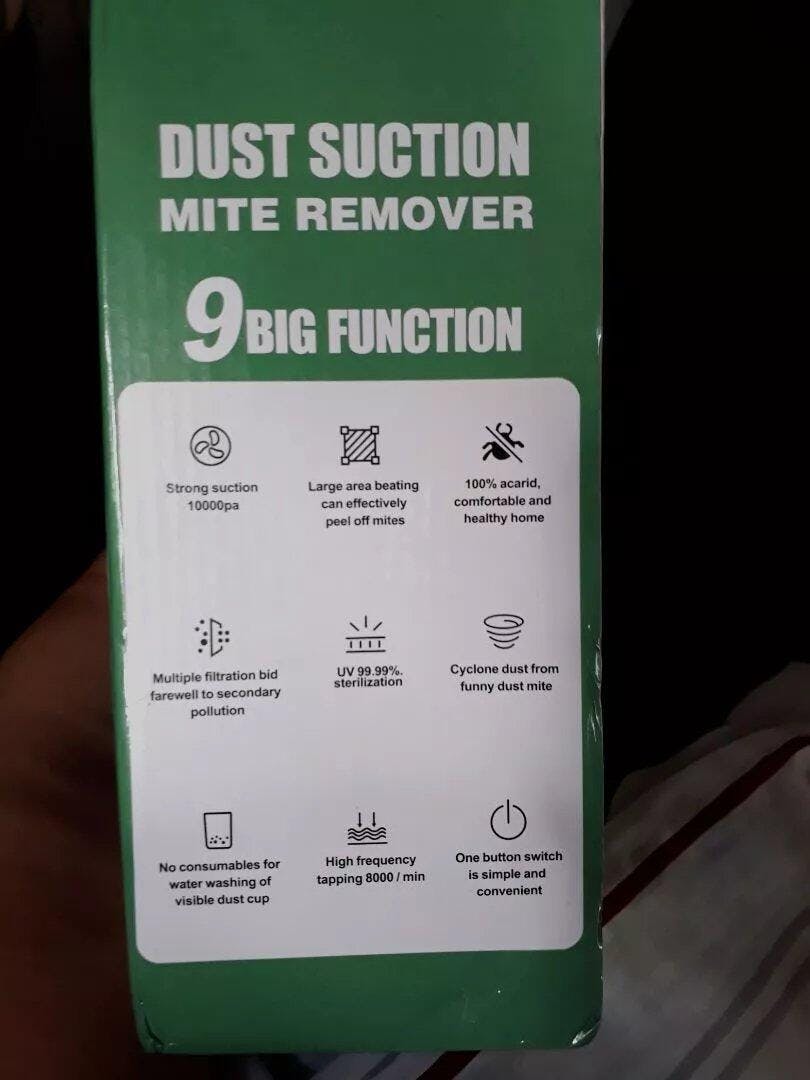 DUST SUCTION
MITE REMOVER
9 BIG FUNCTION
Strong suction
10000pa
Large area beating
can effectively
peel off mites
100% acarid,
comfortable and
healthy home
Multiple filtration bid
farewell to secondary
pollution
UV 99.99%.
sterilization
Cyclone dust from
funny dust mite
No consumables for
water washing of
visible dust cup
High frequency
tapping 8000 / min
One button switch
is simple and
convenient